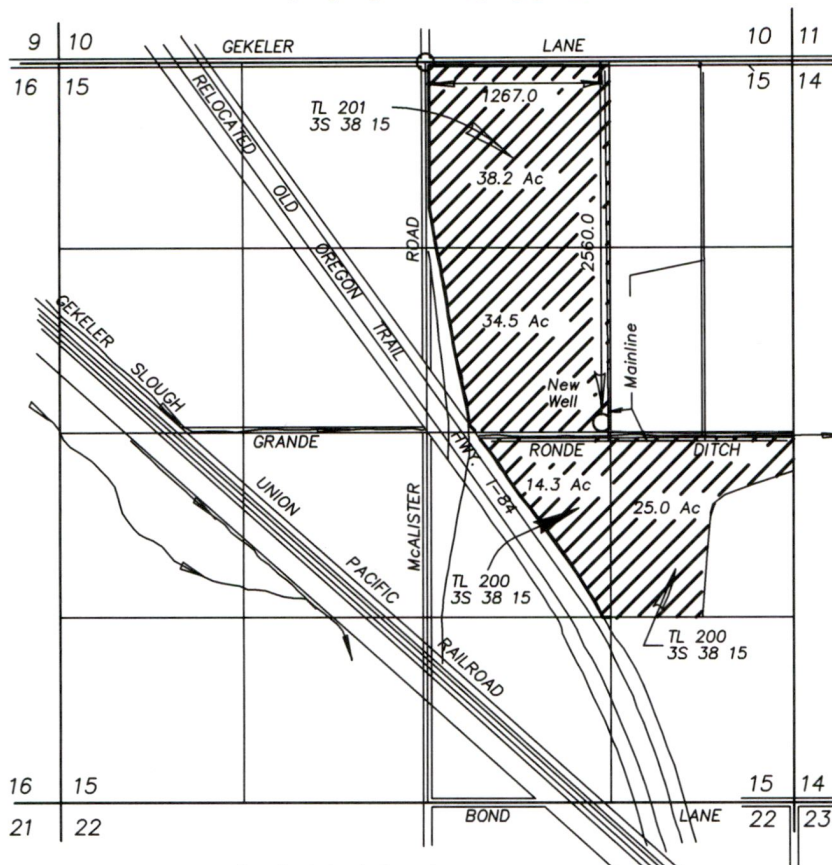 9 10
GEKELER LANE
10 11
16 15
15 14
RELOCATED OLD OREGON TRAIL
HWY. I-84
TL 201
3S 38 15
1267.0
38.2 Ac
ROAD
2560.0
34.5 Ac
Mainline
New
Well
GEKELER SLOUGH
UNION PACIFIC RAILROAD
GRANDE RONDE DITCH
14.3 Ac
25.0 Ac
McALISTER
TL 200
3S 38 15
TL 200
3S 38 15
16 15
15 14
21 22
BOND LANE
22 23